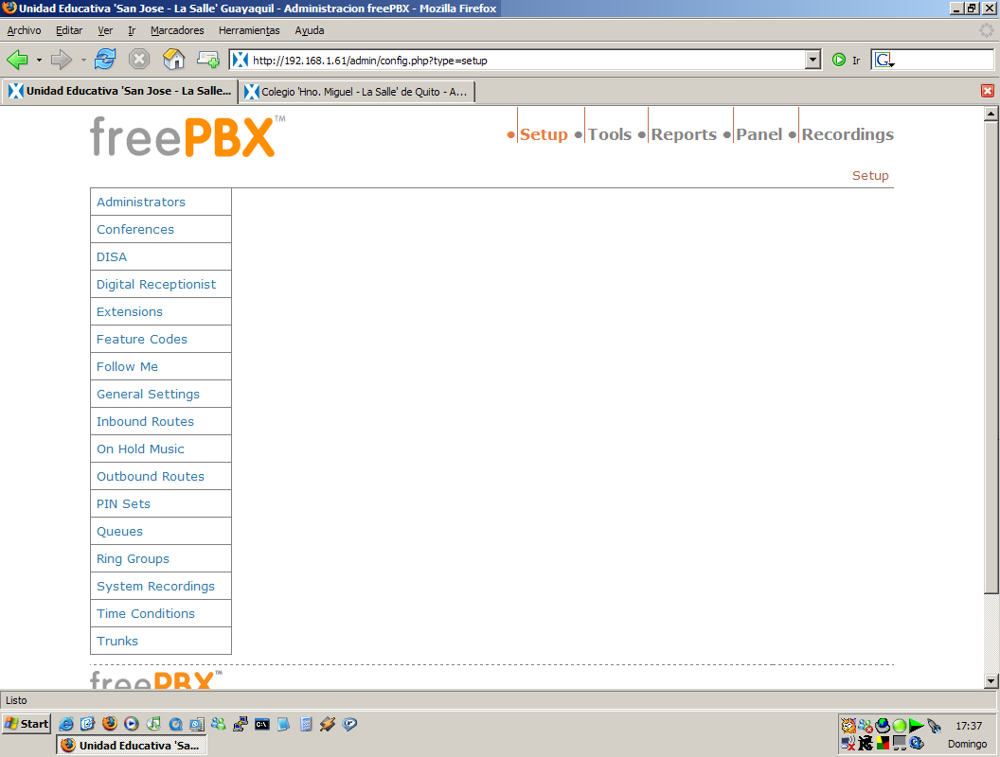 Unidad Educativa 'San Jose - La Salle' Guayaquil - Administracion freePBX - Mozilla Firefox
Archivo Editar Ver Ir Marcadores Herramientas Ayuda
http://192.168.1.61/admin/config.php?type=setup Ir G
Unidad Educativa 'San Jose - La Salle... Colegio 'Hno. Miguel - La Salle' de Quito - A...
freePBX™
Setup Tools Reports Panel Recordings
Setup
Administrators
Conferences
DISA
Digital Receptionist
Extensions
Feature Codes
Follow Me
General Settings
Inbound Routes
On Hold Music
Outbound Routes
PIN Sets
Queues
Ring Groups
System Recordings
Time Conditions
Trunks
freePBX™
Listo
Start 17:37
Unidad Educativa 'Sa... Domingo